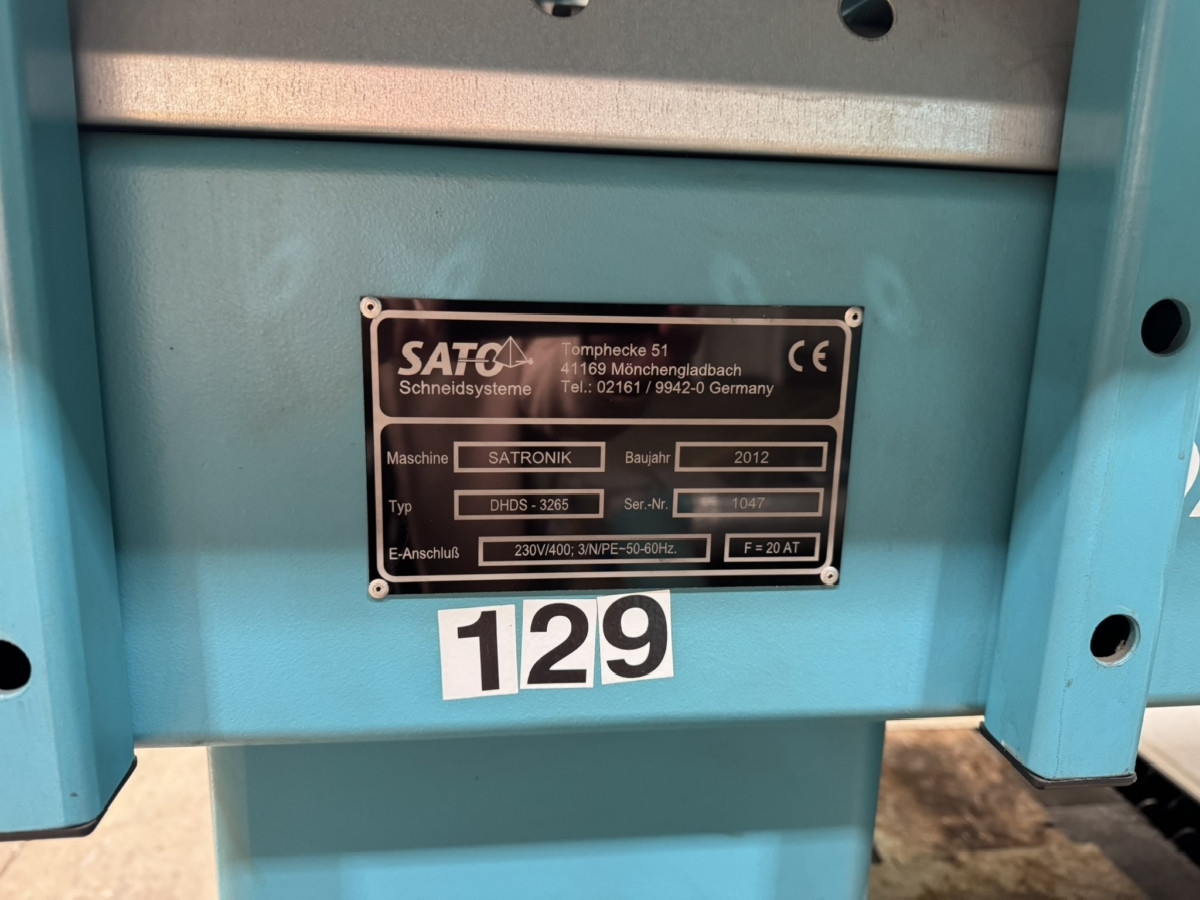 SATO
Schneidsysteme
Tomphecke 51
41169 Mönchengladbach
Tel.: 02161 / 9942-0 Germany
CE
Maschine SATRONIK Baujahr 2012
Typ DHDS - 3265 Ser.-Nr. 1047
E-Anschluß 230V/400; 3/N/PE~50-60Hz. F = 20 AT
129